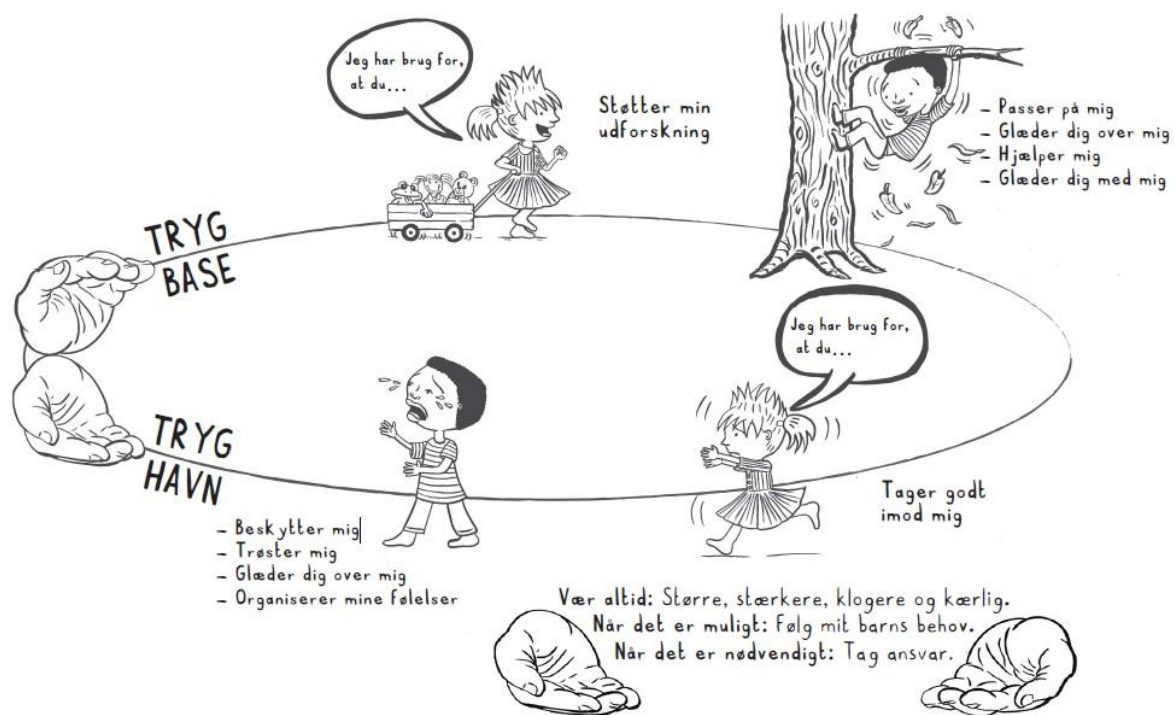 Jeg har brug for,
at du...
Støtter min
udforskning
- Passer på mig
- Glæder dig over mig
- Hjælper mig
- Glæder dig med mig
TRYG
BASE
Jeg har brug for,
at du...
TRYG
HAVN
Tager godt
imod mig
- Beskytter mig
- Trøster mig
- Glæder dig over mig
- Organiserer mine følelser
Vær altid: Større, stærkere, klogere og kærlig.
Når det er muligt: Følg mit barns behov.
Når det er nødvendigt: Tag ansvar.